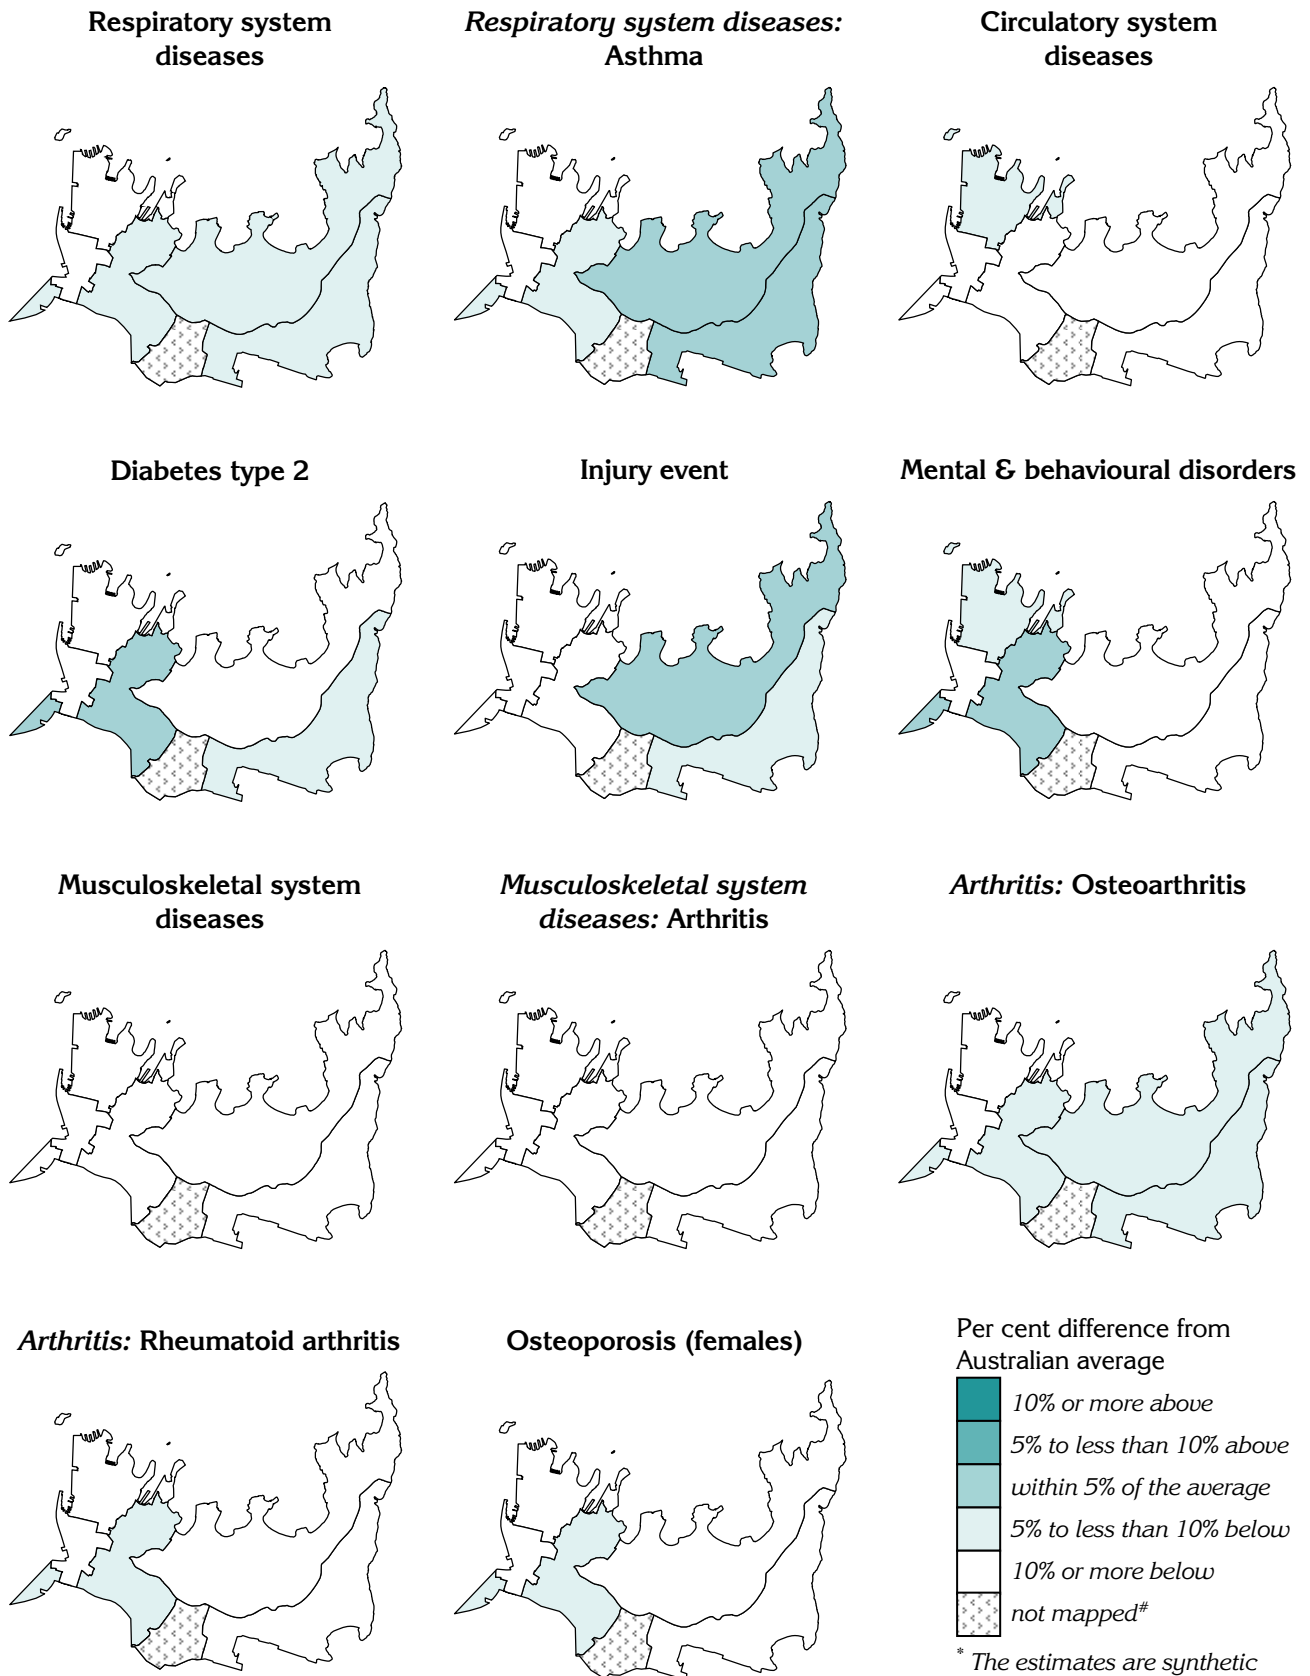 Respiratory system
diseases
Respiratory system diseases:
Asthma
Circulatory system
diseases
Diabetes type 2
Injury event
Mental & behavioural disorders
Musculoskeletal system
diseases
Musculoskeletal system
diseases: Arthritis
Arthritis: Osteoarthritis
Arthritis: Rheumatoid arthritis
Osteoporosis (females)
Per cent difference from
Australian average
10% or more above
5% to less than 10% above
within 5% of the average
5% to less than 10% below
10% or more below
not mapped#
* The estimates are synthetic